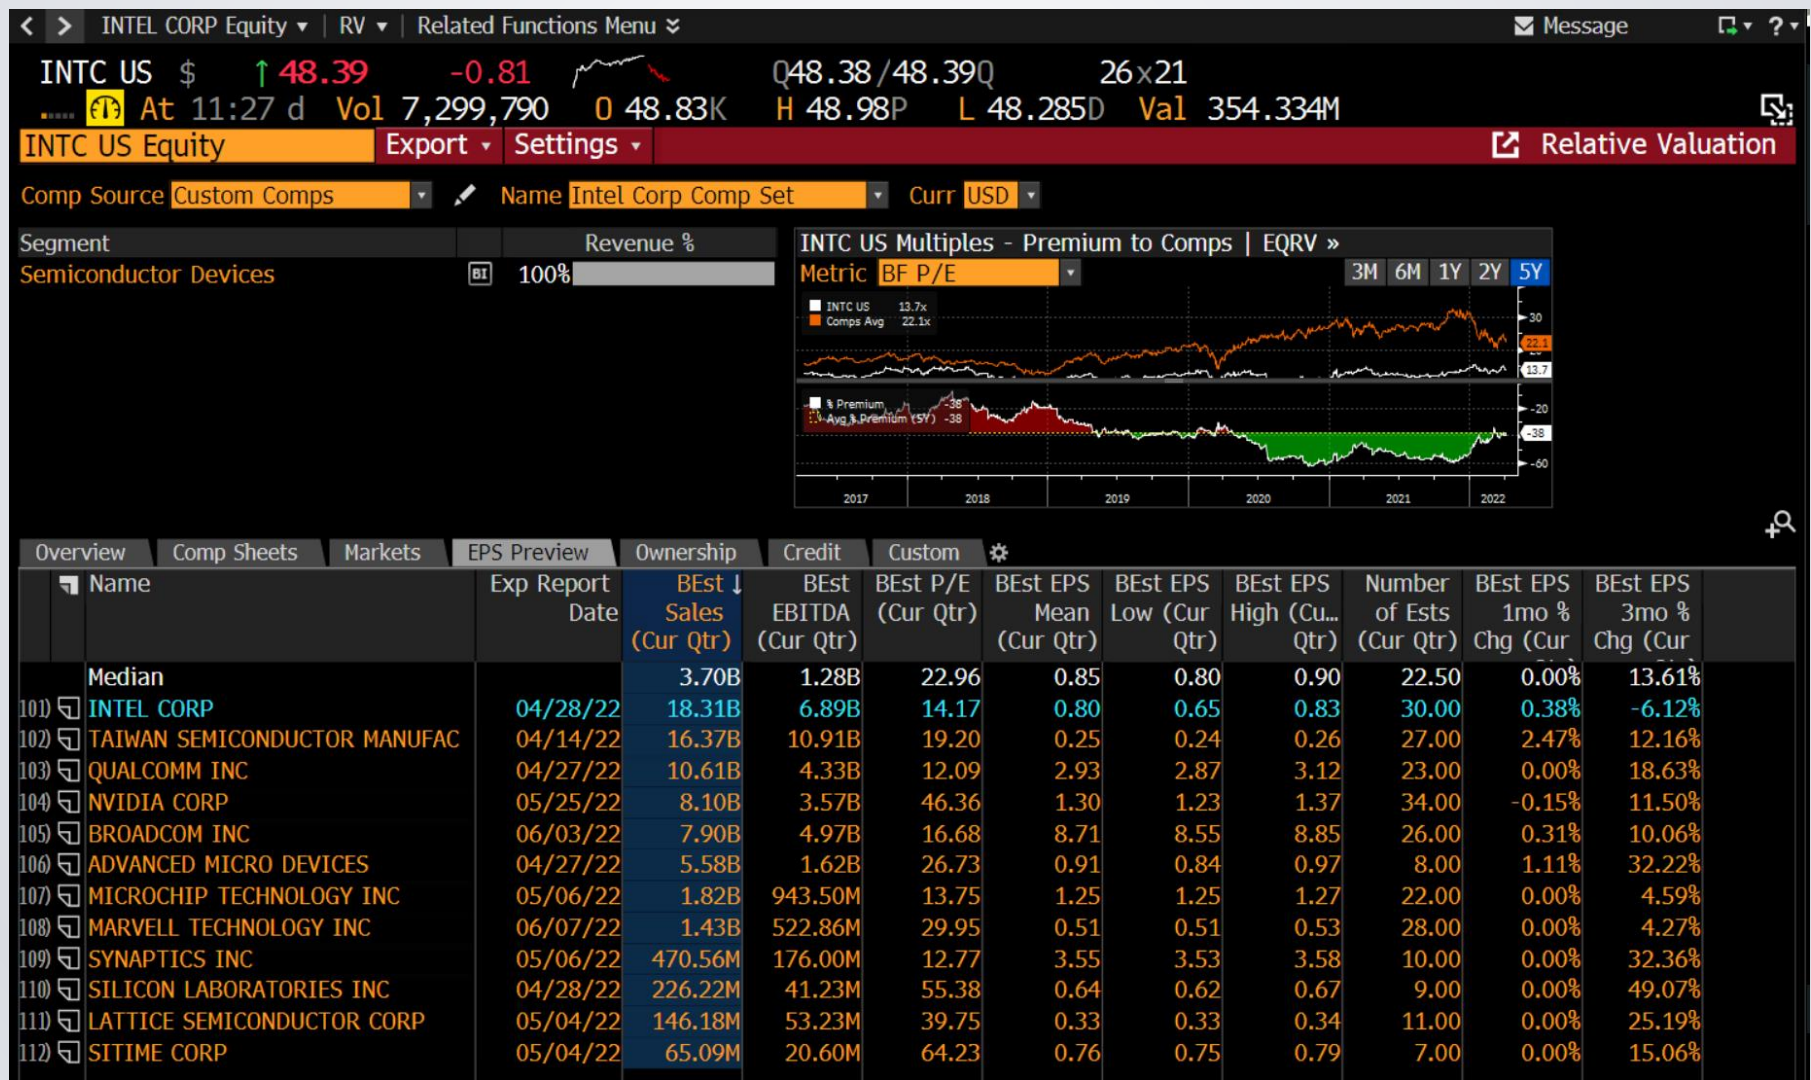 INTEL CORP Equity | RV | Related Functions Menu Message ?
INTC US $ ↑48.39 -0.81 Q48.38/48.39Q 26x21
At 11:27 d Vol 7,299,790 O 48.83K H 48.98P L 48.285D Val 354.334M
INTC US Equity Export Settings Relative Valuation
Comp Source Custom Comps Name Intel Corp Comp Set Curr USD
Segment Revenue %
Semiconductor Devices BI 100%
INTC US Multiples - Premium to Comps | EQRV »
Metric BF P/E 3M 6M 1Y 2Y 5Y
INTC US 13.7x
Comps Avg 22.1x
30
22.1
13.7
% Premium -38
Avg % Premium (5Y) -38
-20
-38
-60
2017 2018 2019 2020 2021 2022
Overview Comp Sheets Markets EPS Preview Ownership Credit Custom
Name Exp Report BEst ↓ BEst BEst P/E BEst EPS BEst EPS BEst EPS Number BEst EPS BEst EPS
Date Sales EBITDA (Cur Qtr) Mean Low (Cur High (Cu... of Ests 1mo % 3mo %
(Cur Qtr) (Cur Qtr) (Cur Qtr) Qtr) Qtr) (Cur Qtr) Chg (Cur Chg (Cur
Median 3.70B 1.28B 22.96 0.85 0.80 0.90 22.50 0.00% 13.61%
101) INTEL CORP 04/28/22 18.31B 6.89B 14.17 0.80 0.65 0.83 30.00 0.38% -6.12%
102) TAIWAN SEMICONDUCTOR MANUFAC 04/14/22 16.37B 10.91B 19.20 0.25 0.24 0.26 27.00 2.47% 12.16%
103) QUALCOMM INC 04/27/22 10.61B 4.33B 12.09 2.93 2.87 3.12 23.00 0.00% 18.63%
104) NVIDIA CORP 05/25/22 8.10B 3.57B 46.36 1.30 1.23 1.37 34.00 -0.15% 11.50%
105) BROADCOM INC 06/03/22 7.90B 4.97B 16.68 8.71 8.55 8.85 26.00 0.31% 10.06%
106) ADVANCED MICRO DEVICES 04/27/22 5.58B 1.62B 26.73 0.91 0.84 0.97 8.00 1.11% 32.22%
107) MICROCHIP TECHNOLOGY INC 05/06/22 1.82B 943.50M 13.75 1.25 1.25 1.27 22.00 0.00% 4.59%
108) MARVELL TECHNOLOGY INC 06/07/22 1.43B 522.86M 29.95 0.51 0.51 0.53 28.00 0.00% 4.27%
109) SYNAPTICS INC 05/06/22 470.56M 176.00M 12.77 3.55 3.53 3.58 10.00 0.00% 32.36%
110) SILICON LABORATORIES INC 04/28/22 226.22M 41.23M 55.38 0.64 0.62 0.67 9.00 0.00% 49.07%
111) LATTICE SEMICONDUCTOR CORP 05/04/22 146.18M 53.23M 39.75 0.33 0.33 0.34 11.00 0.00% 25.19%
112) SITIME CORP 05/04/22 65.09M 20.60M 64.23 0.76 0.75 0.79 7.00 0.00% 15.06%